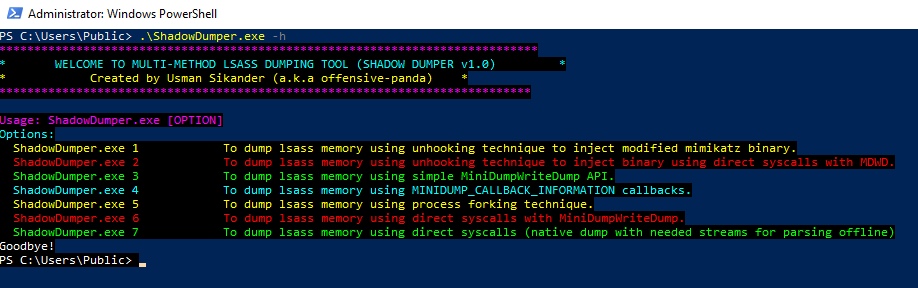 Administrator: Windows PowerShell
PS C:\Users\Public> .\ShadowDumper.exe -h
*****************************************************************************
*       WELCOME TO MULTI-METHOD LSASS DUMPING TOOL (SHADOW DUMPER v1.0)         *
*            Created by Usman Sikander (a.k.a offensive-panda)    *
****************************************************************************
Usage: ShadowDumper.exe [OPTION]
Options:
  ShadowDumper.exe 1            To dump lsass memory using unhooking technique to inject modified mimikatz binary.
  ShadowDumper.exe 2            To dump lsass memory using unhooking technique to inject binary using direct syscalls with MDWD.
  ShadowDumper.exe 3            To dump lsass memory using simple MiniDumpWriteDump API.
  ShadowDumper.exe 4            To dump lsass memory using MINIDUMP_CALLBACK_INFORMATION callbacks.
  ShadowDumper.exe 5            To dump lsass memory using process forking technique.
  ShadowDumper.exe 6            To dump lsass memory using direct syscalls with MiniDumpWriteDump.
  ShadowDumper.exe 7            To dump lsass memory using direct syscalls (native dump with needed streams for parsing offline)
Goodbye!
PS C:\Users\Public>